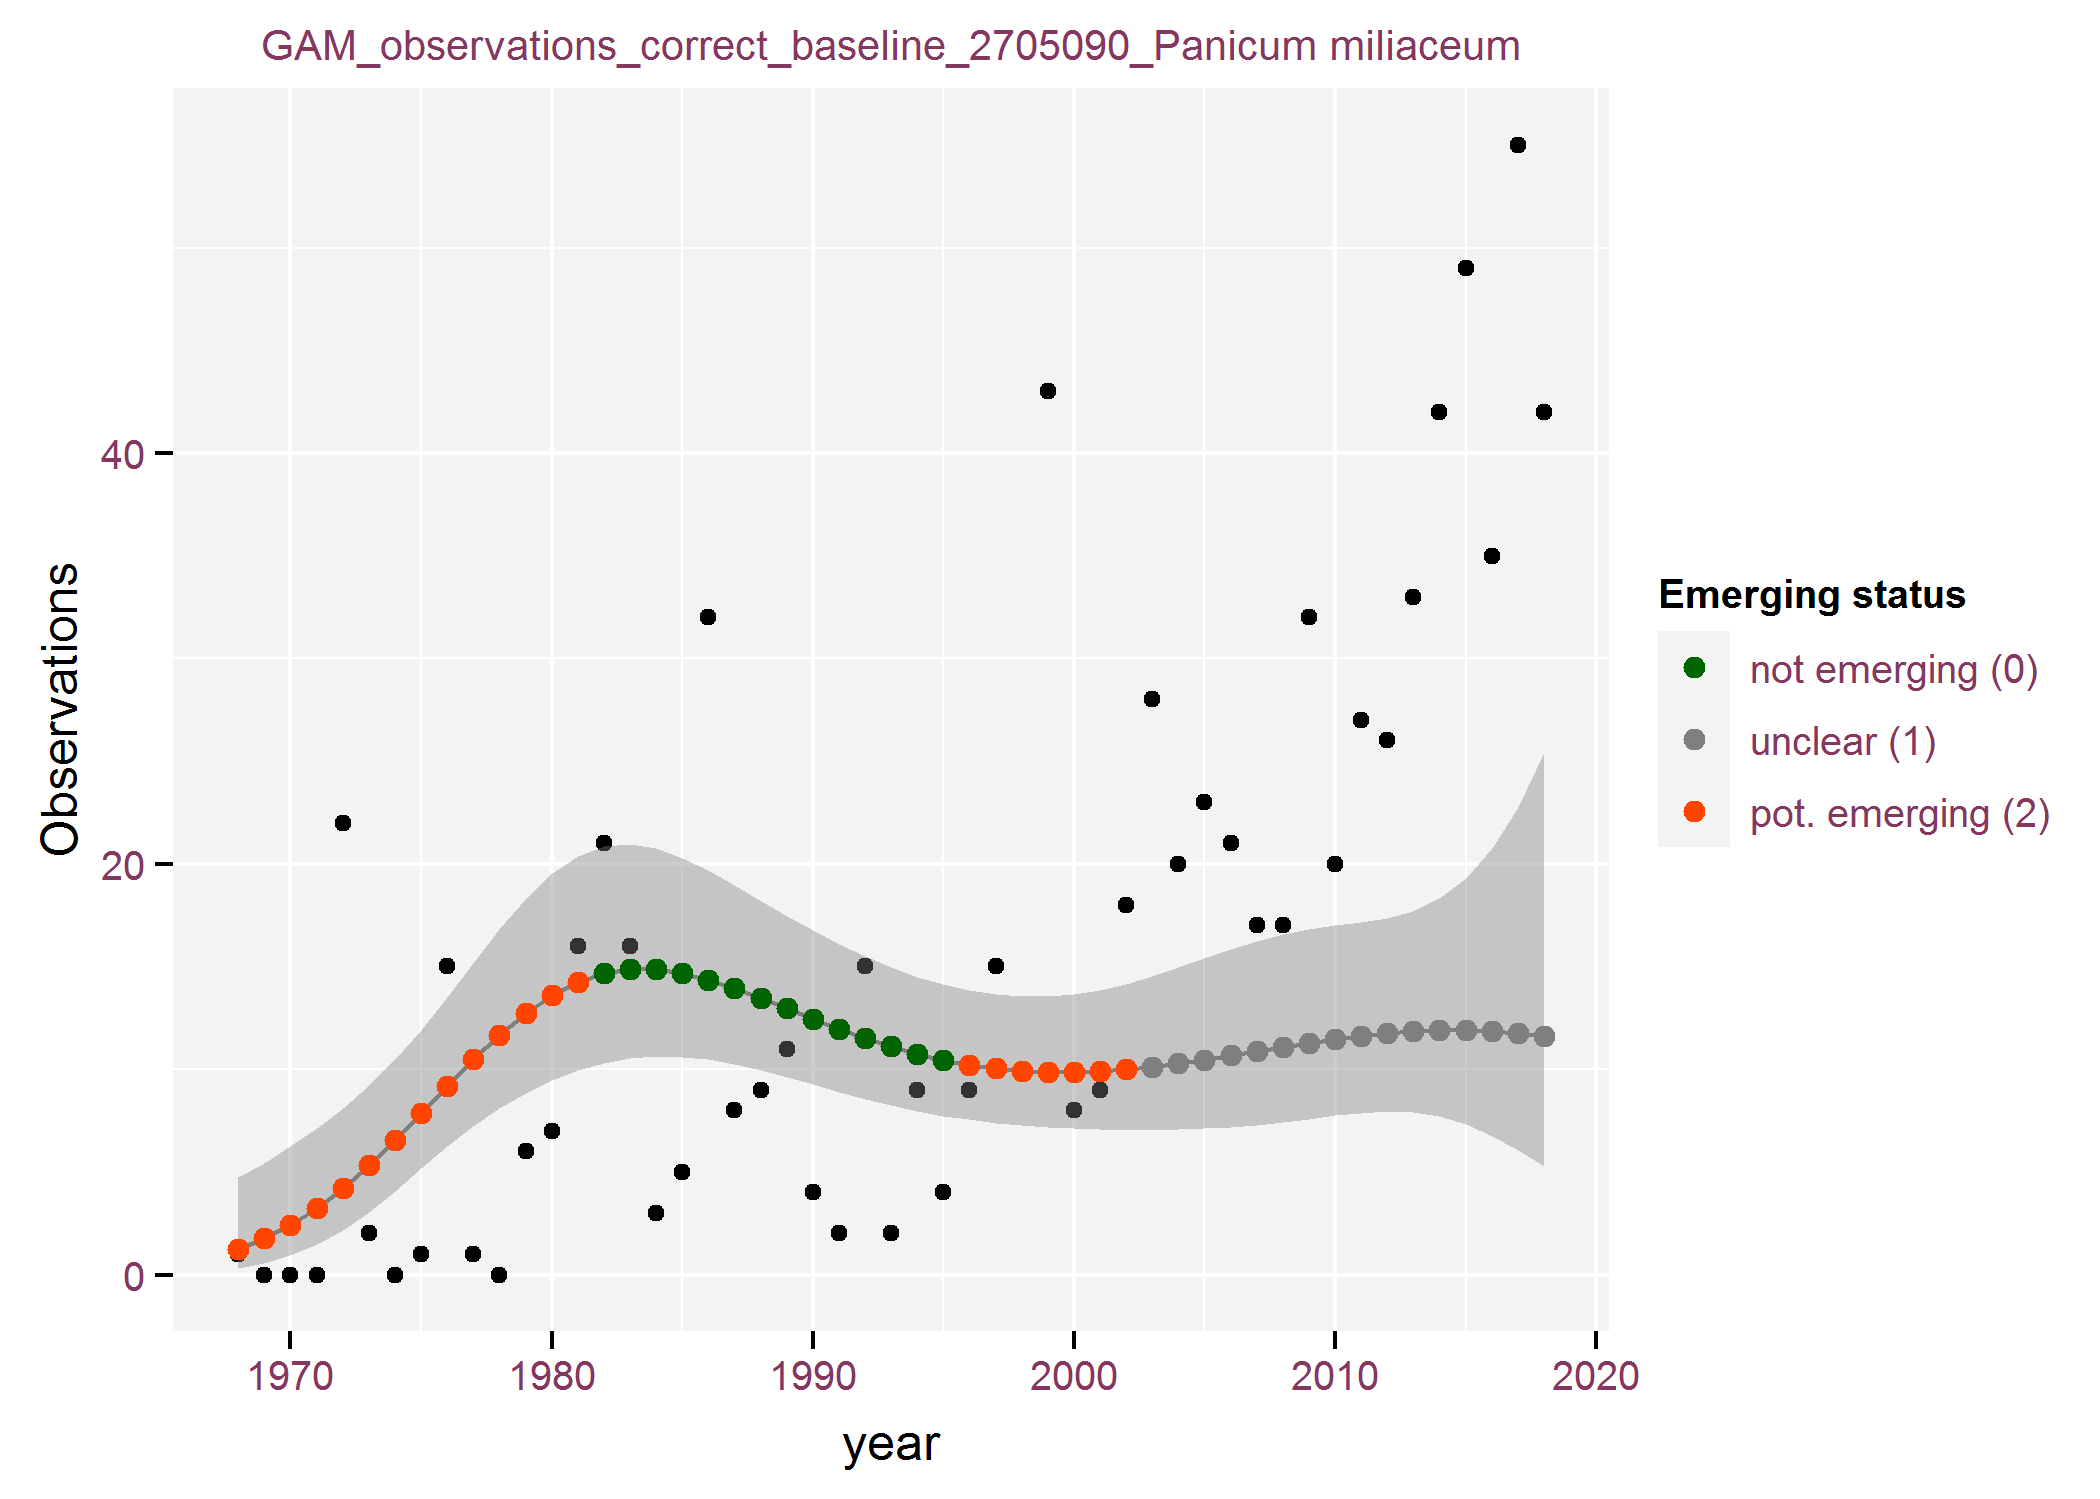 GAM_observations_correct_baseline_2705090_Panicum miliaceum
Observations
40
20
0
1970 1980 1990 2000 2010 2020
year
Emerging status
not emerging (0)
unclear (1)
pot. emerging (2)